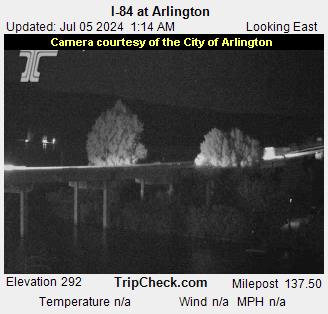 I-84 at Arlington
Updated: Jul 05 2024 1:14 AM Looking East
Camera courtesy of the City of Arlington
Elevation 292 TripCheck.com Milepost 137.50
Temperature n/a Wind n/a MPH n/a